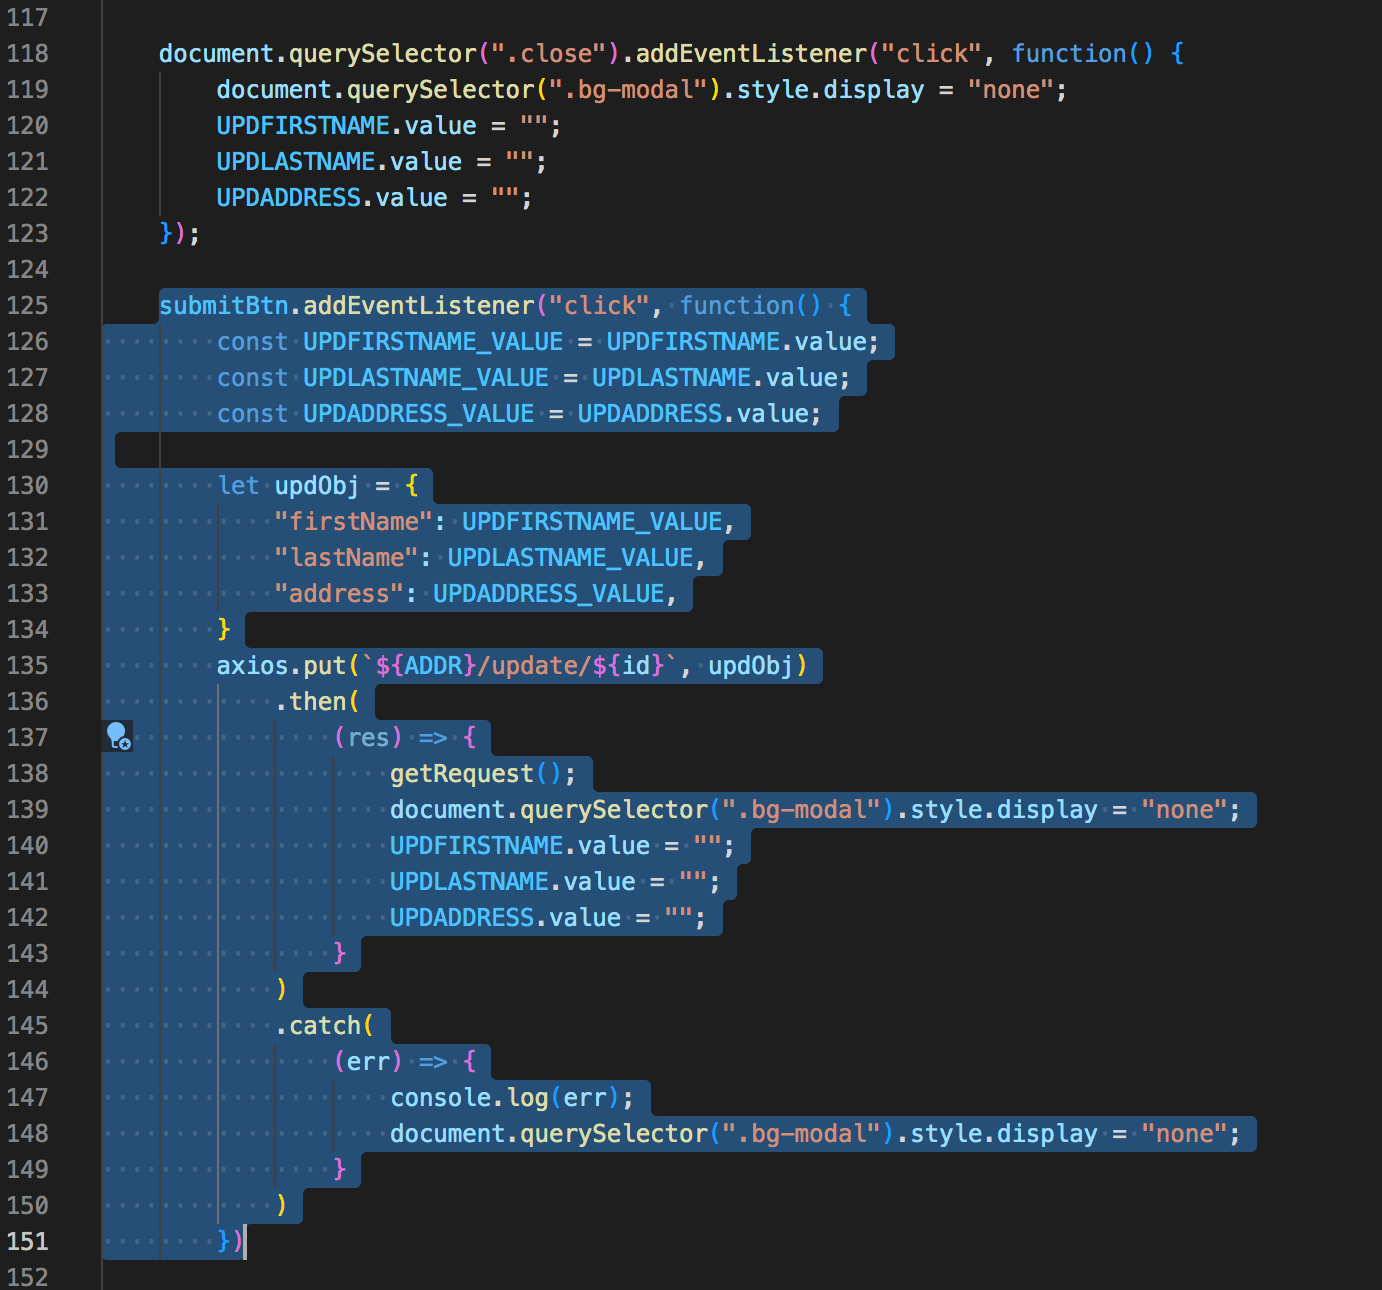 117
118 document.querySelector(".close").addEventListener("click", function() {
119 document.querySelector(".bg-modal").style.display = "none";
120 UPDFIRSTNAME.value = "";
121 UPDLASTNAME.value = "";
122 UPDADDRESS.value = "";
123 });
124
125 submitBtn.addEventListener("click", function() {
126 const UPDFIRSTNAME_VALUE = UPDFIRSTNAME.value;
127 const UPDLASTNAME_VALUE = UPDLASTNAME.value;
128 const UPDADDRESS_VALUE = UPDADDRESS.value;
129
130 let updObj = {
131 "firstName": UPDFIRSTNAME_VALUE,
132 "lastName": UPDLASTNAME_VALUE,
133 "address": UPDADDRESS_VALUE,
134 }
135 axios.put(`${ADDR}/update/${id}`, updObj)
136 .then(
137 (res) => {
138 getRequest();
139 document.querySelector(".bg-modal").style.display = "none";
140 UPDFIRSTNAME.value = "";
141 UPDLASTNAME.value = "";
142 UPDADDRESS.value = "";
143 }
144 )
145 .catch(
146 (err) => {
147 console.log(err);
148 document.querySelector(".bg-modal").style.display = "none";
149 }
150 )
151 })
152